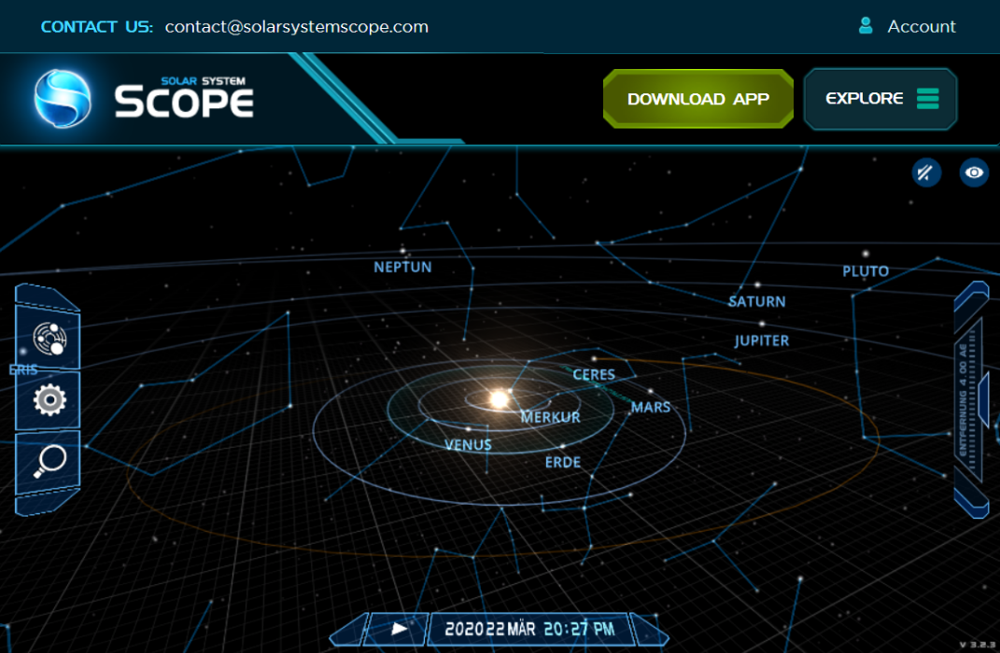 CONTACT US: contact@solarsystemscope.com
Account
SOLAR SYSTEM
SCOPE
DOWNLOAD APP
EXPLORE
NEPTUN
PLUTO
SATURN
JUPITER
ERIS
CERES
MARS
MERKUR
VENUS
ERDE
ENTFERNUNG 4.00 AE
2020 22 MÄR 20:27 PM
V 3.2.3